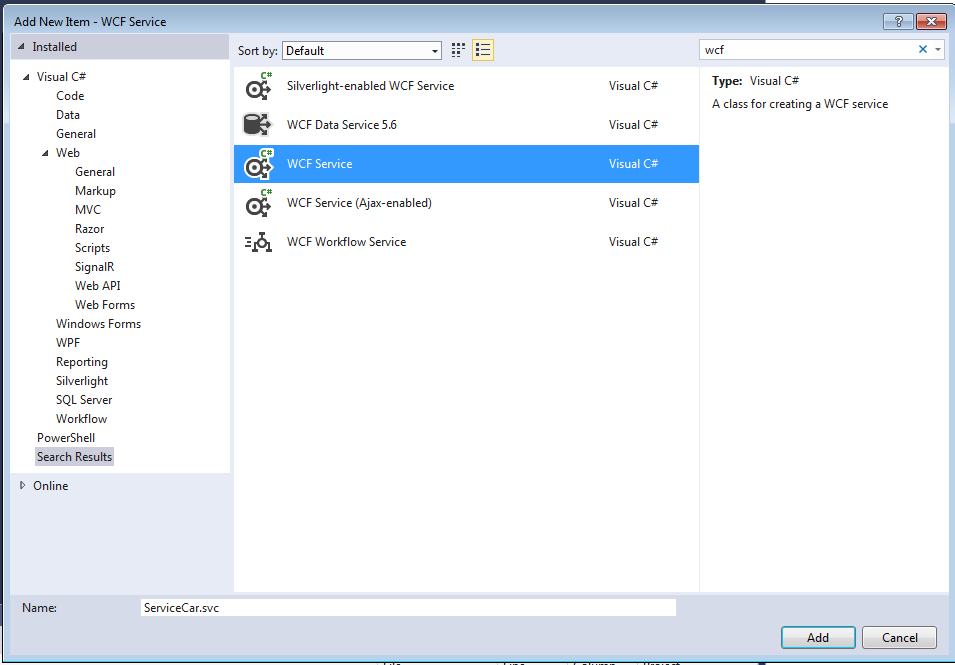 Add New Item - WCF Service
?
Installed
Sort by: Default
wcf
Visual C#
Code
Data
General
Web
General
Markup
MVC
Razor
Scripts
SignalR
Web API
Web Forms
Windows Forms
WPF
Reporting
Silverlight
SQL Server
Workflow
PowerShell
Search Results
Online
C# Silverlight-enabled WCF Service Visual C#
WCF Data Service 5.6 Visual C#
C# WCF Service Visual C#
C# WCF Service (Ajax-enabled) Visual C#
WCF Workflow Service Visual C#
Type: Visual C#
A class for creating a WCF service
Name: ServiceCar.svc
Add Cancel